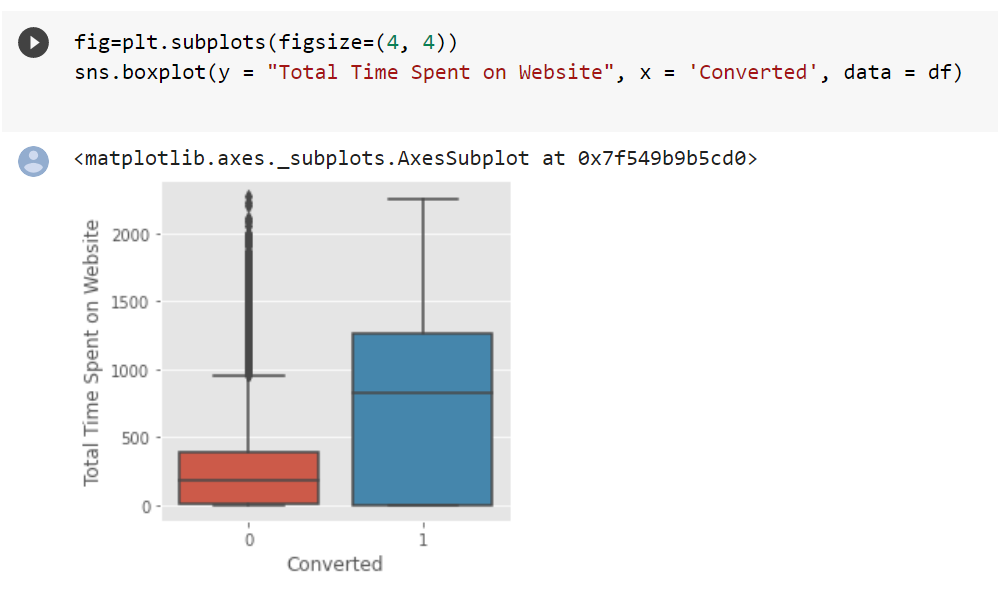 fig=plt.subplots(figsize=(4, 4))
sns.boxplot(y = "Total Time Spent on Website", x = 'Converted', data = df)
<matplotlib.axes._subplots.AxesSubplot at 0x7f549b9b5cd0>
Total Time Spent on Website
2000
1500
1000
500
0
0 1
Converted